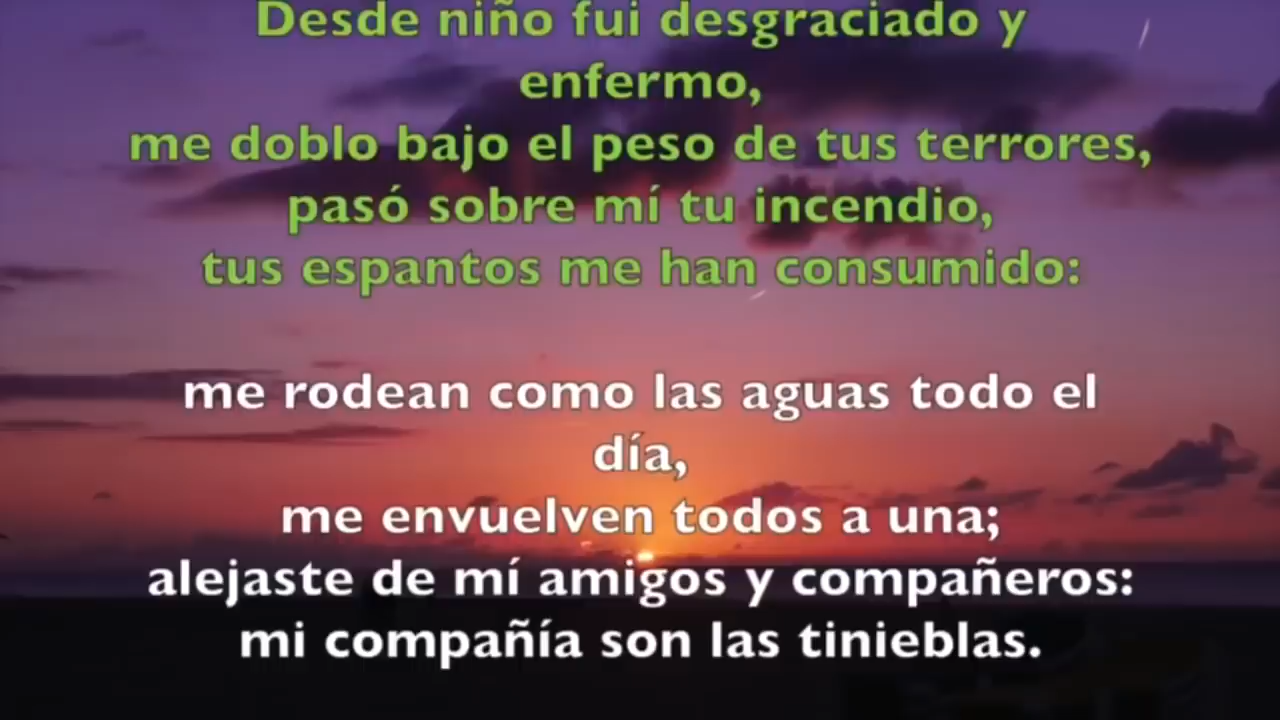 Desde niño fui desgraciado y
enfermo,
me doblo bajo el peso de tus terrores,
pasó sobre mí tu incendio,
tus espantos me han consumido:
me rodean como las aguas todo el
día,
me envuelven todos a una;
alejaste de mí amigos y compañeros:
mi compañía son las tinieblas.